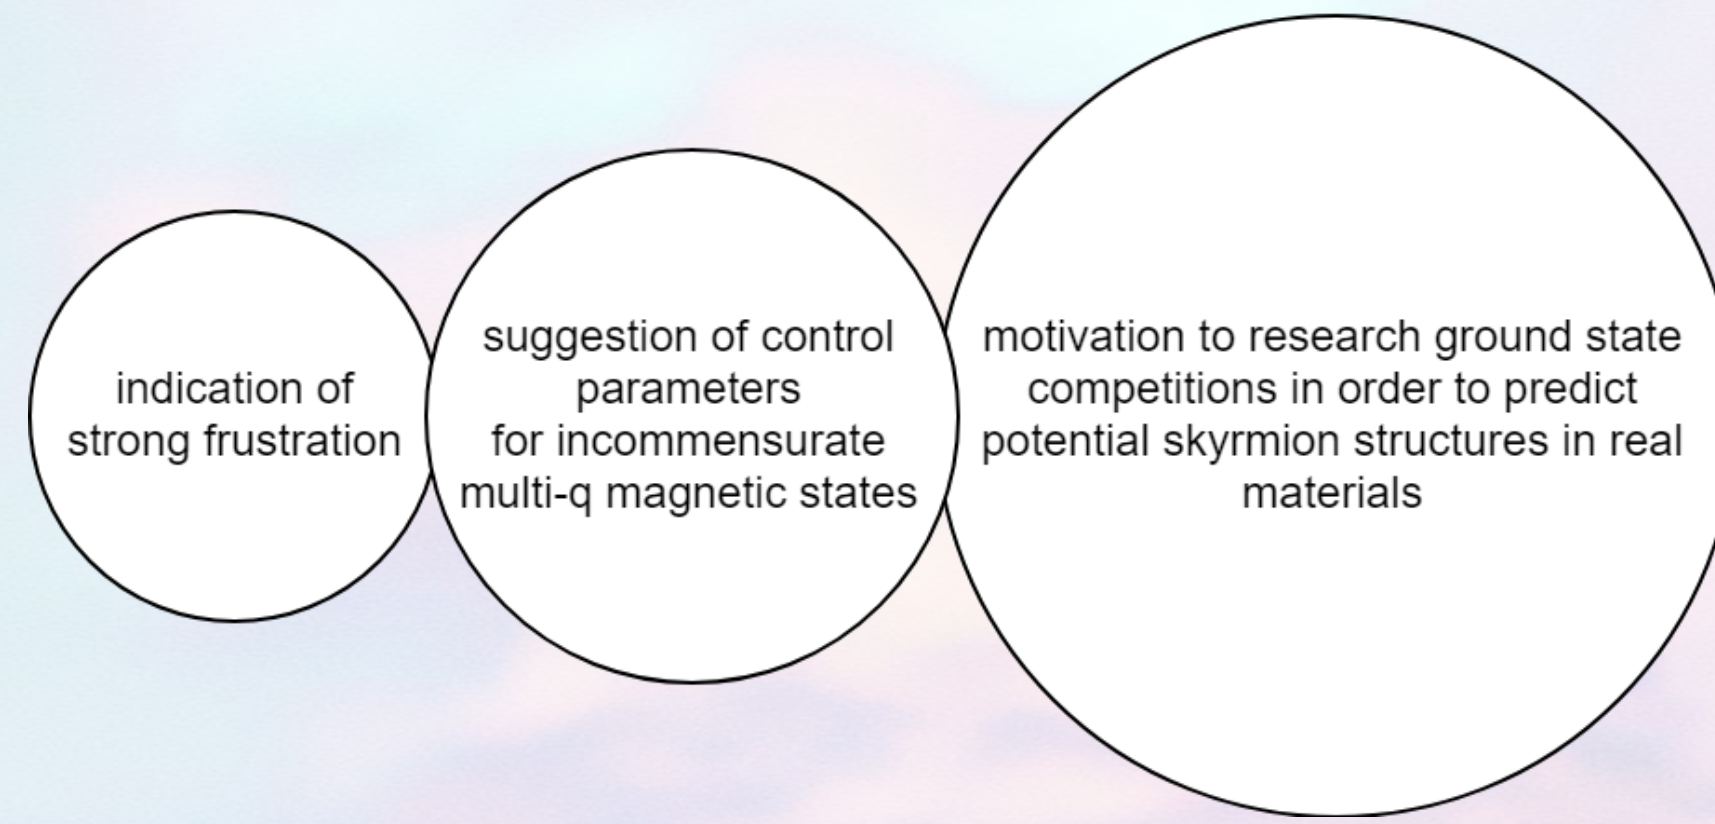 indication of
strong frustration
suggestion of control
parameters
for incommensurate
multi-q magnetic states
motivation to research ground state
competitions in order to predict
potential skyrmion structures in real
materials